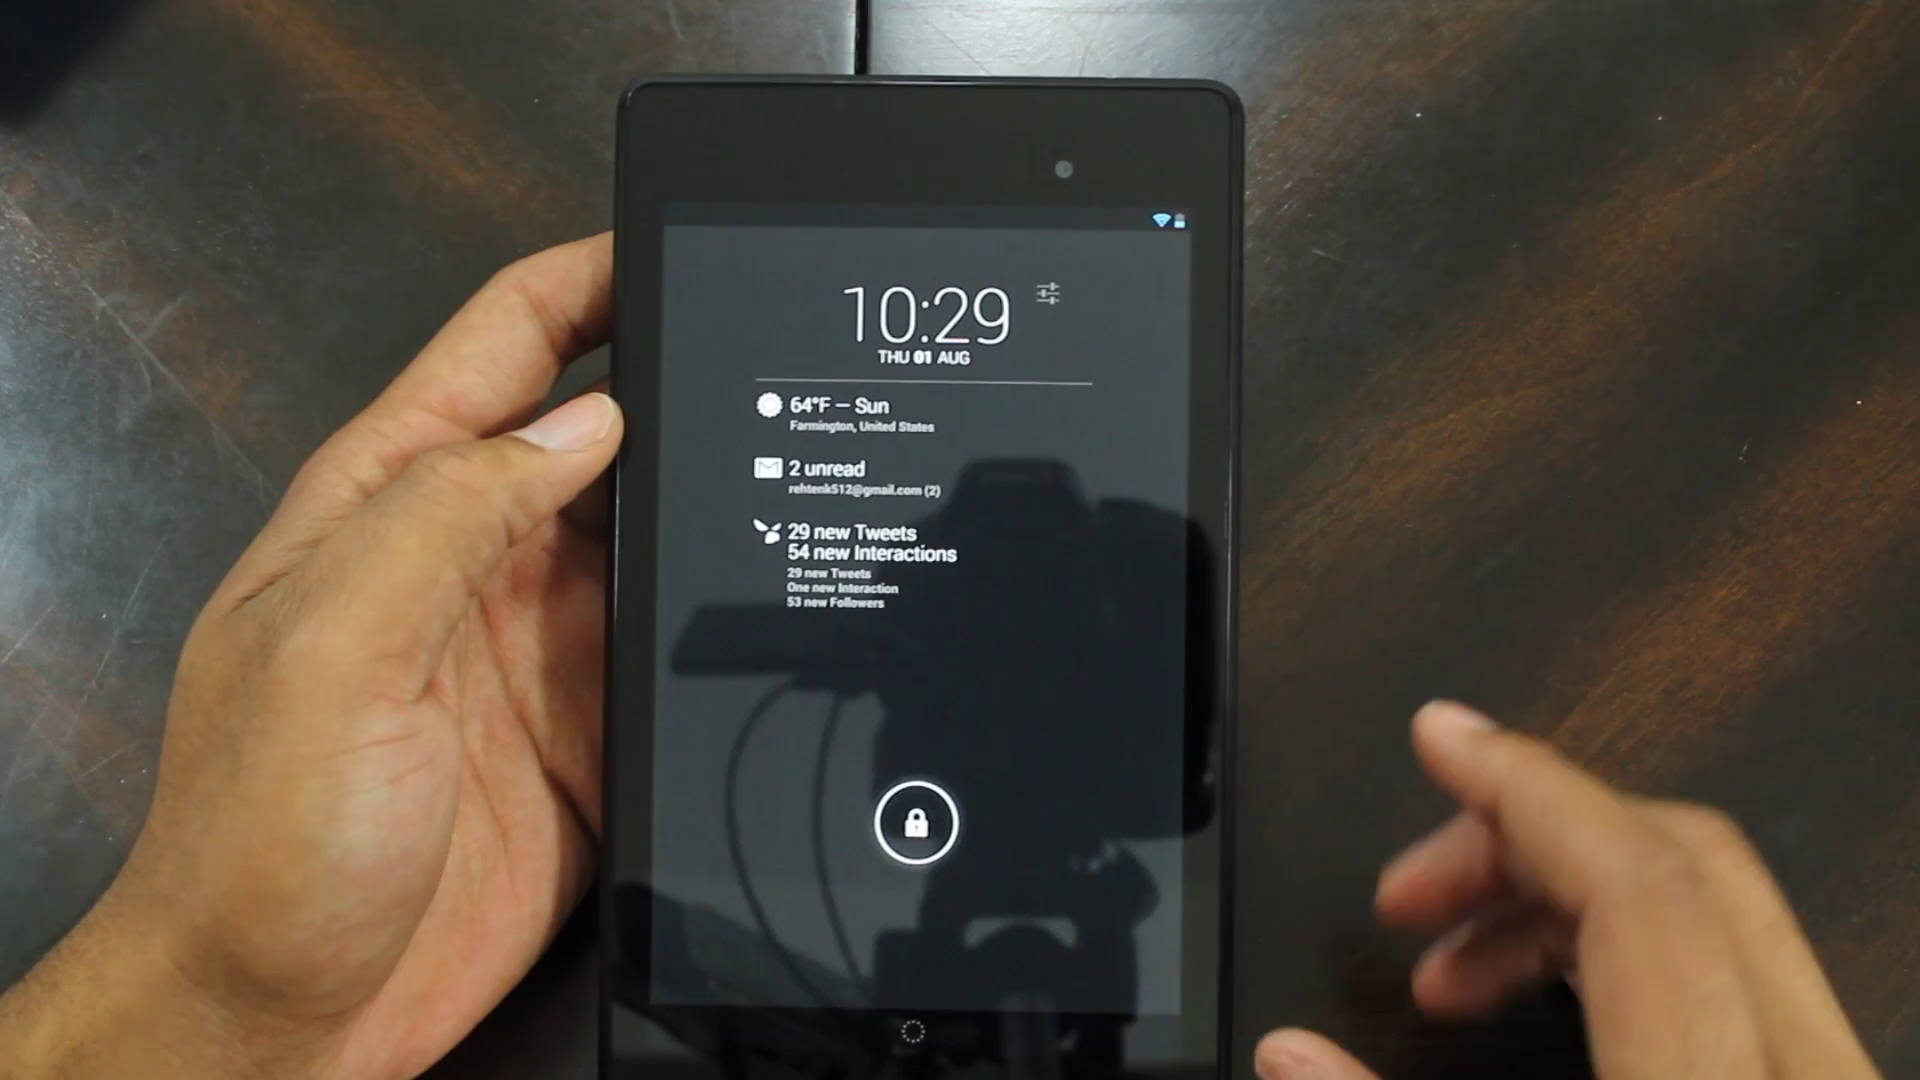 10:29
THU 01 AUG
64°F – Sun
Farmington, United States
2 unread
rehtenk512@gmail.com (2)
29 new Tweets
54 new Interactions
29 new Tweets
One new Interaction
53 new Followers